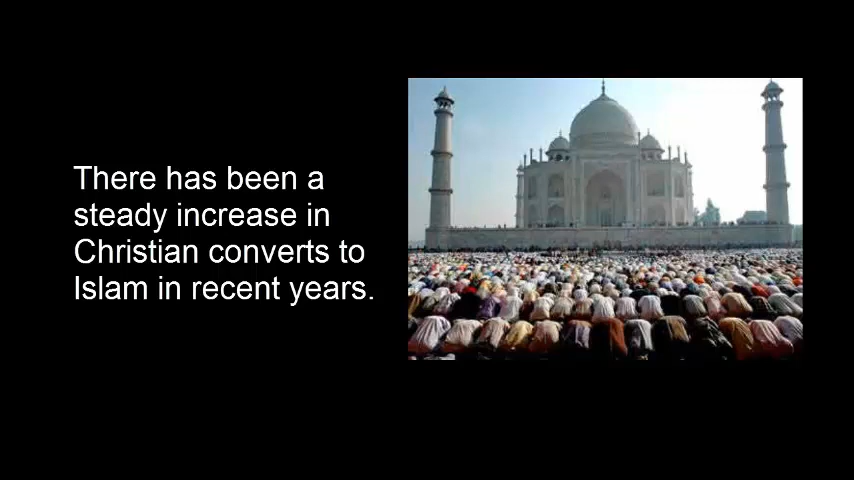 There has been a
steady increase in
Christian converts to
Islam in recent years.